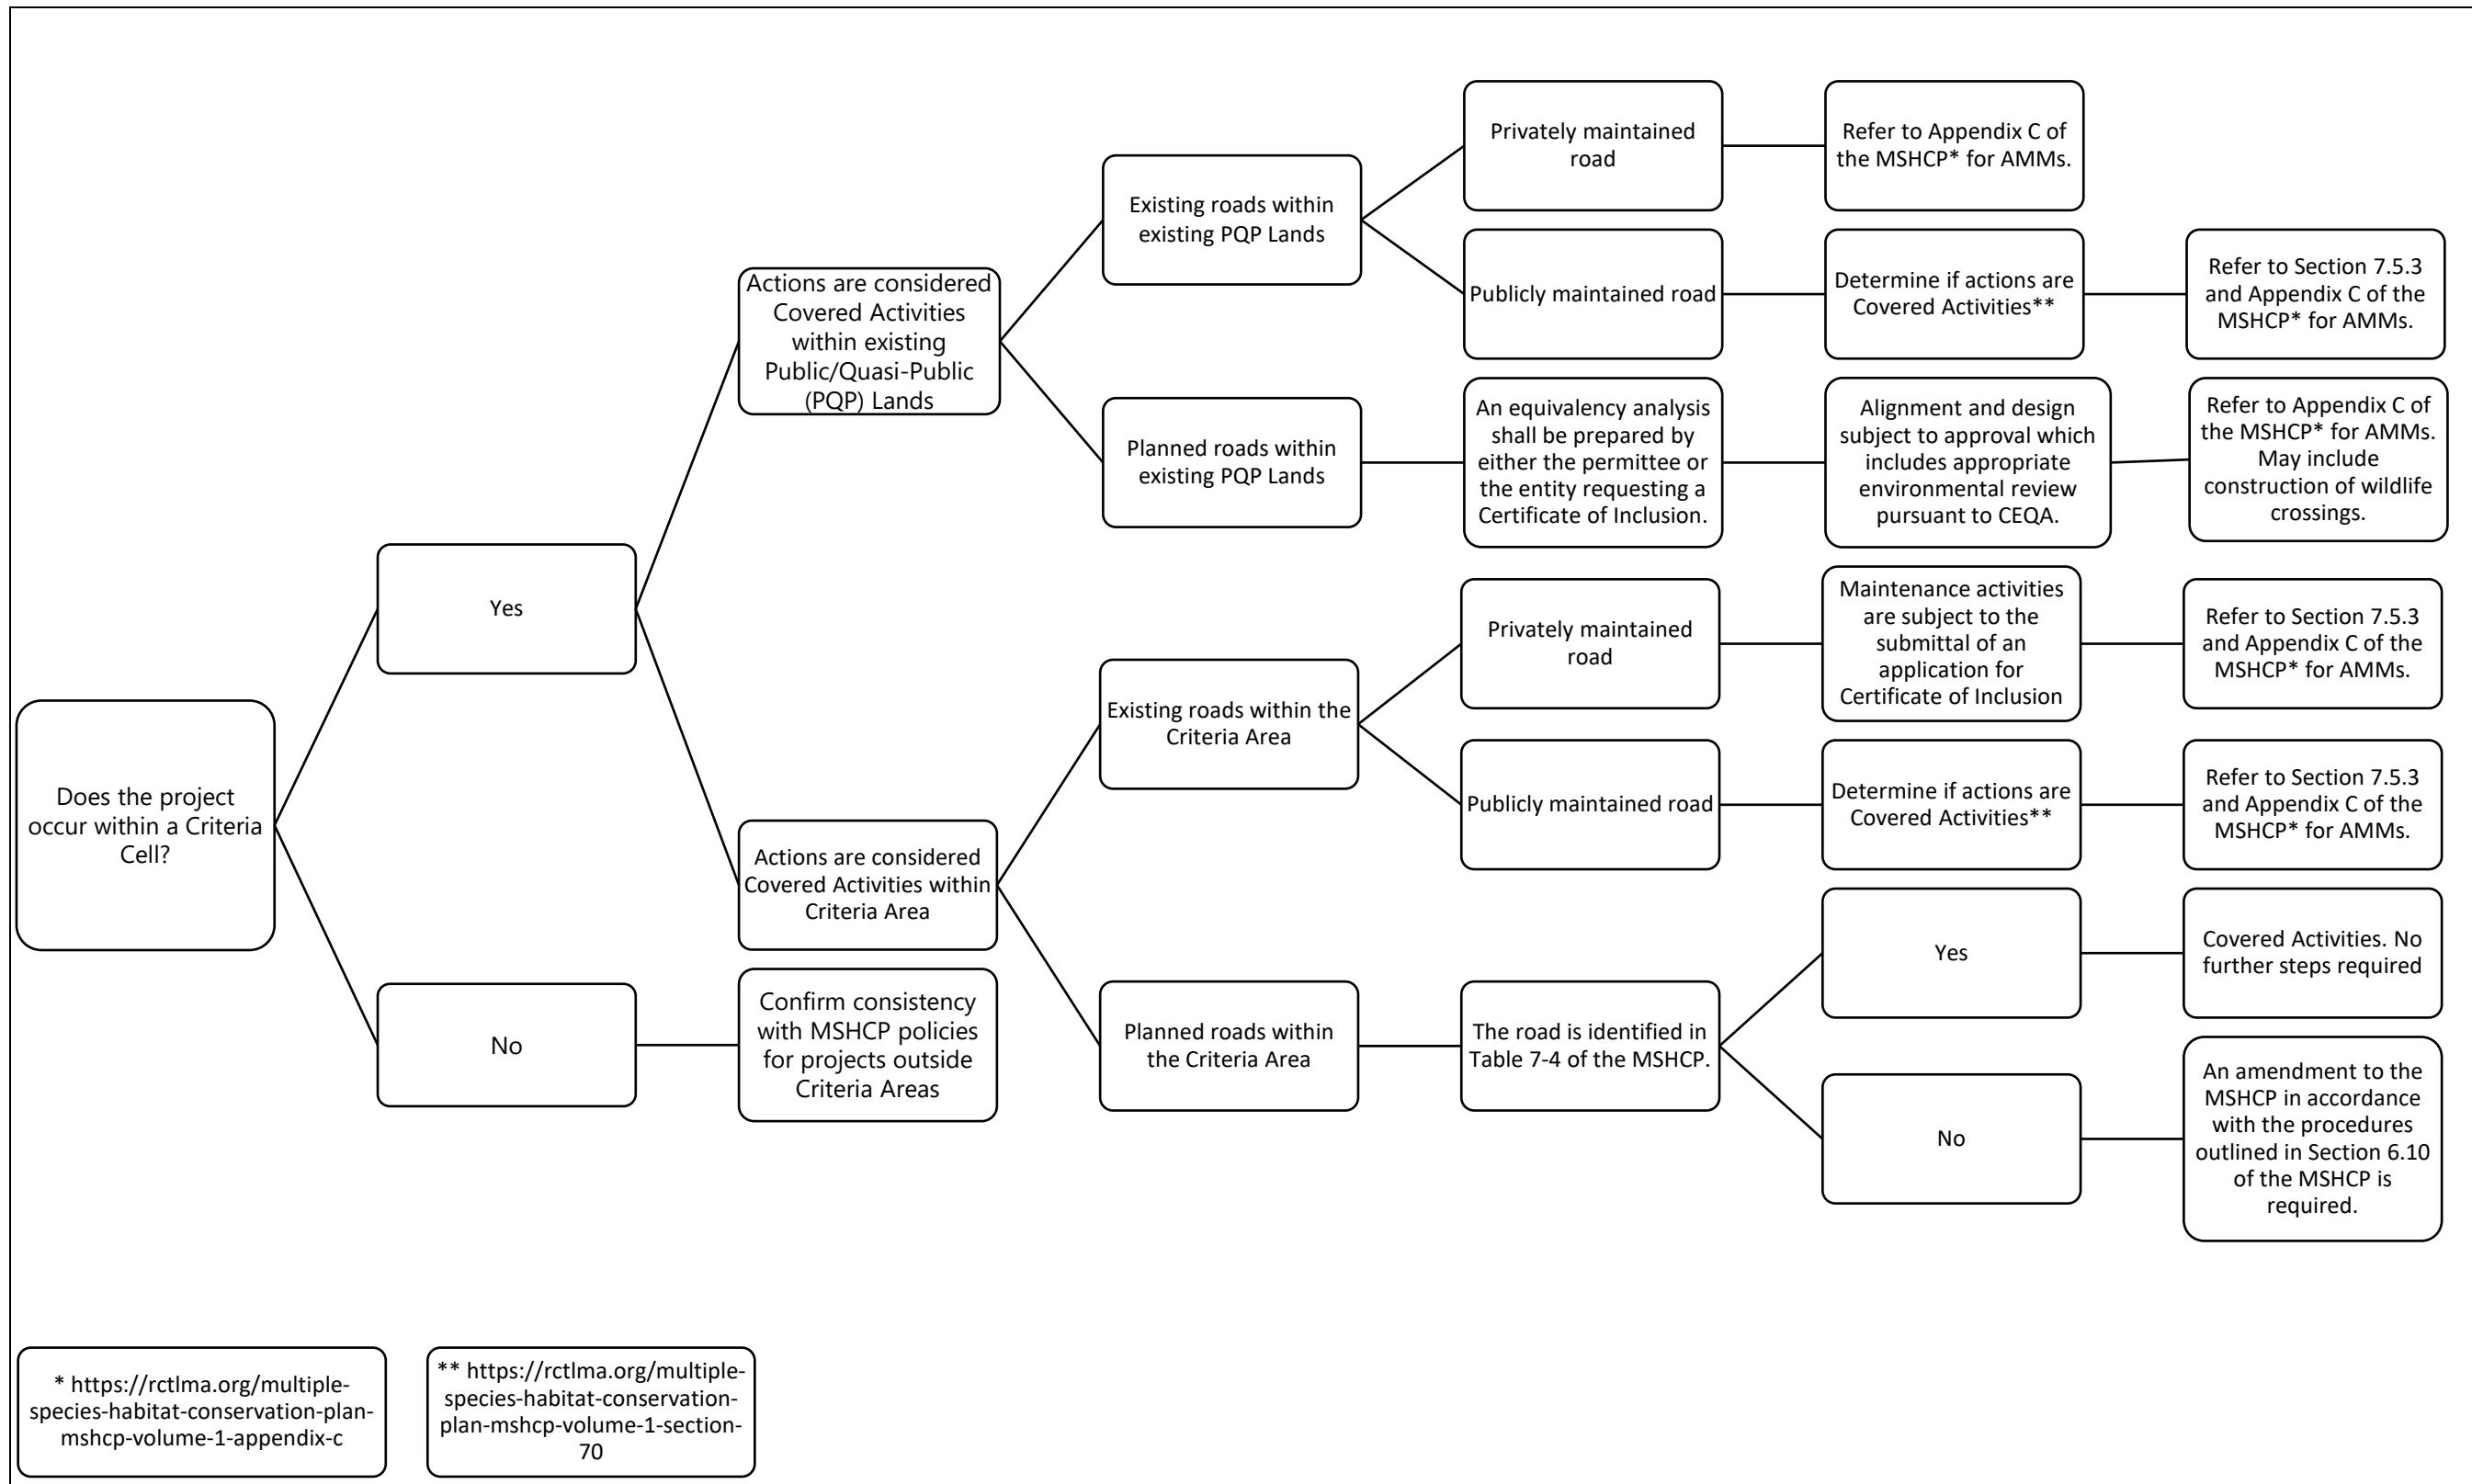 Does the project
occur within a Criteria
Cell?
Yes
Actions are considered
Covered Activities
within existing
Public/Quasi-Public
(PQP) Lands
Existing roads within
existing PQP Lands
Privately maintained
road
Refer to Appendix C of
the MSHCP* for AMMs.
Publicly maintained road
Determine if actions are
Covered Activities**
Refer to Section 7.5.3
and Appendix C of the
MSHCP* for AMMs.
Planned roads within
existing PQP Lands
An equivalency analysis
shall be prepared by
either the permittee or
the entity requesting a
Certificate of Inclusion.
Alignment and design
subject to approval which
includes appropriate
environmental review
pursuant to CEQA.
Refer to Appendix C of
the MSHCP* for AMMs.
May include
construction of wildlife
crossings.
Actions are considered
Covered Activities within
Criteria Area
Existing roads within the
Criteria Area
Privately maintained
road
Maintenance activities
are subject to the
submittal of an
application for
Certificate of Inclusion
Refer to Section 7.5.3
and Appendix C of the
MSHCP* for AMMs.
Publicly maintained road
Determine if actions are
Covered Activities**
Refer to Section 7.5.3
and Appendix C of the
MSHCP* for AMMs.
Planned roads within
the Criteria Area
The road is identified in
Table 7-4 of the MSHCP.
Yes
Covered Activities. No
further steps required
No
An amendment to the
MSHCP in accordance
with the procedures
outlined in Section 6.10
of the MSHCP is
required.
No
Confirm consistency
with MSHCP policies
for projects outside
Criteria Areas
* https://rctlma.org/multiple-
species-habitat-conservation-plan-
mshcp-volume-1-appendix-c
** https://rctlma.org/multiple-
species-habitat-conservation-
plan-mshcp-volume-1-section-
70